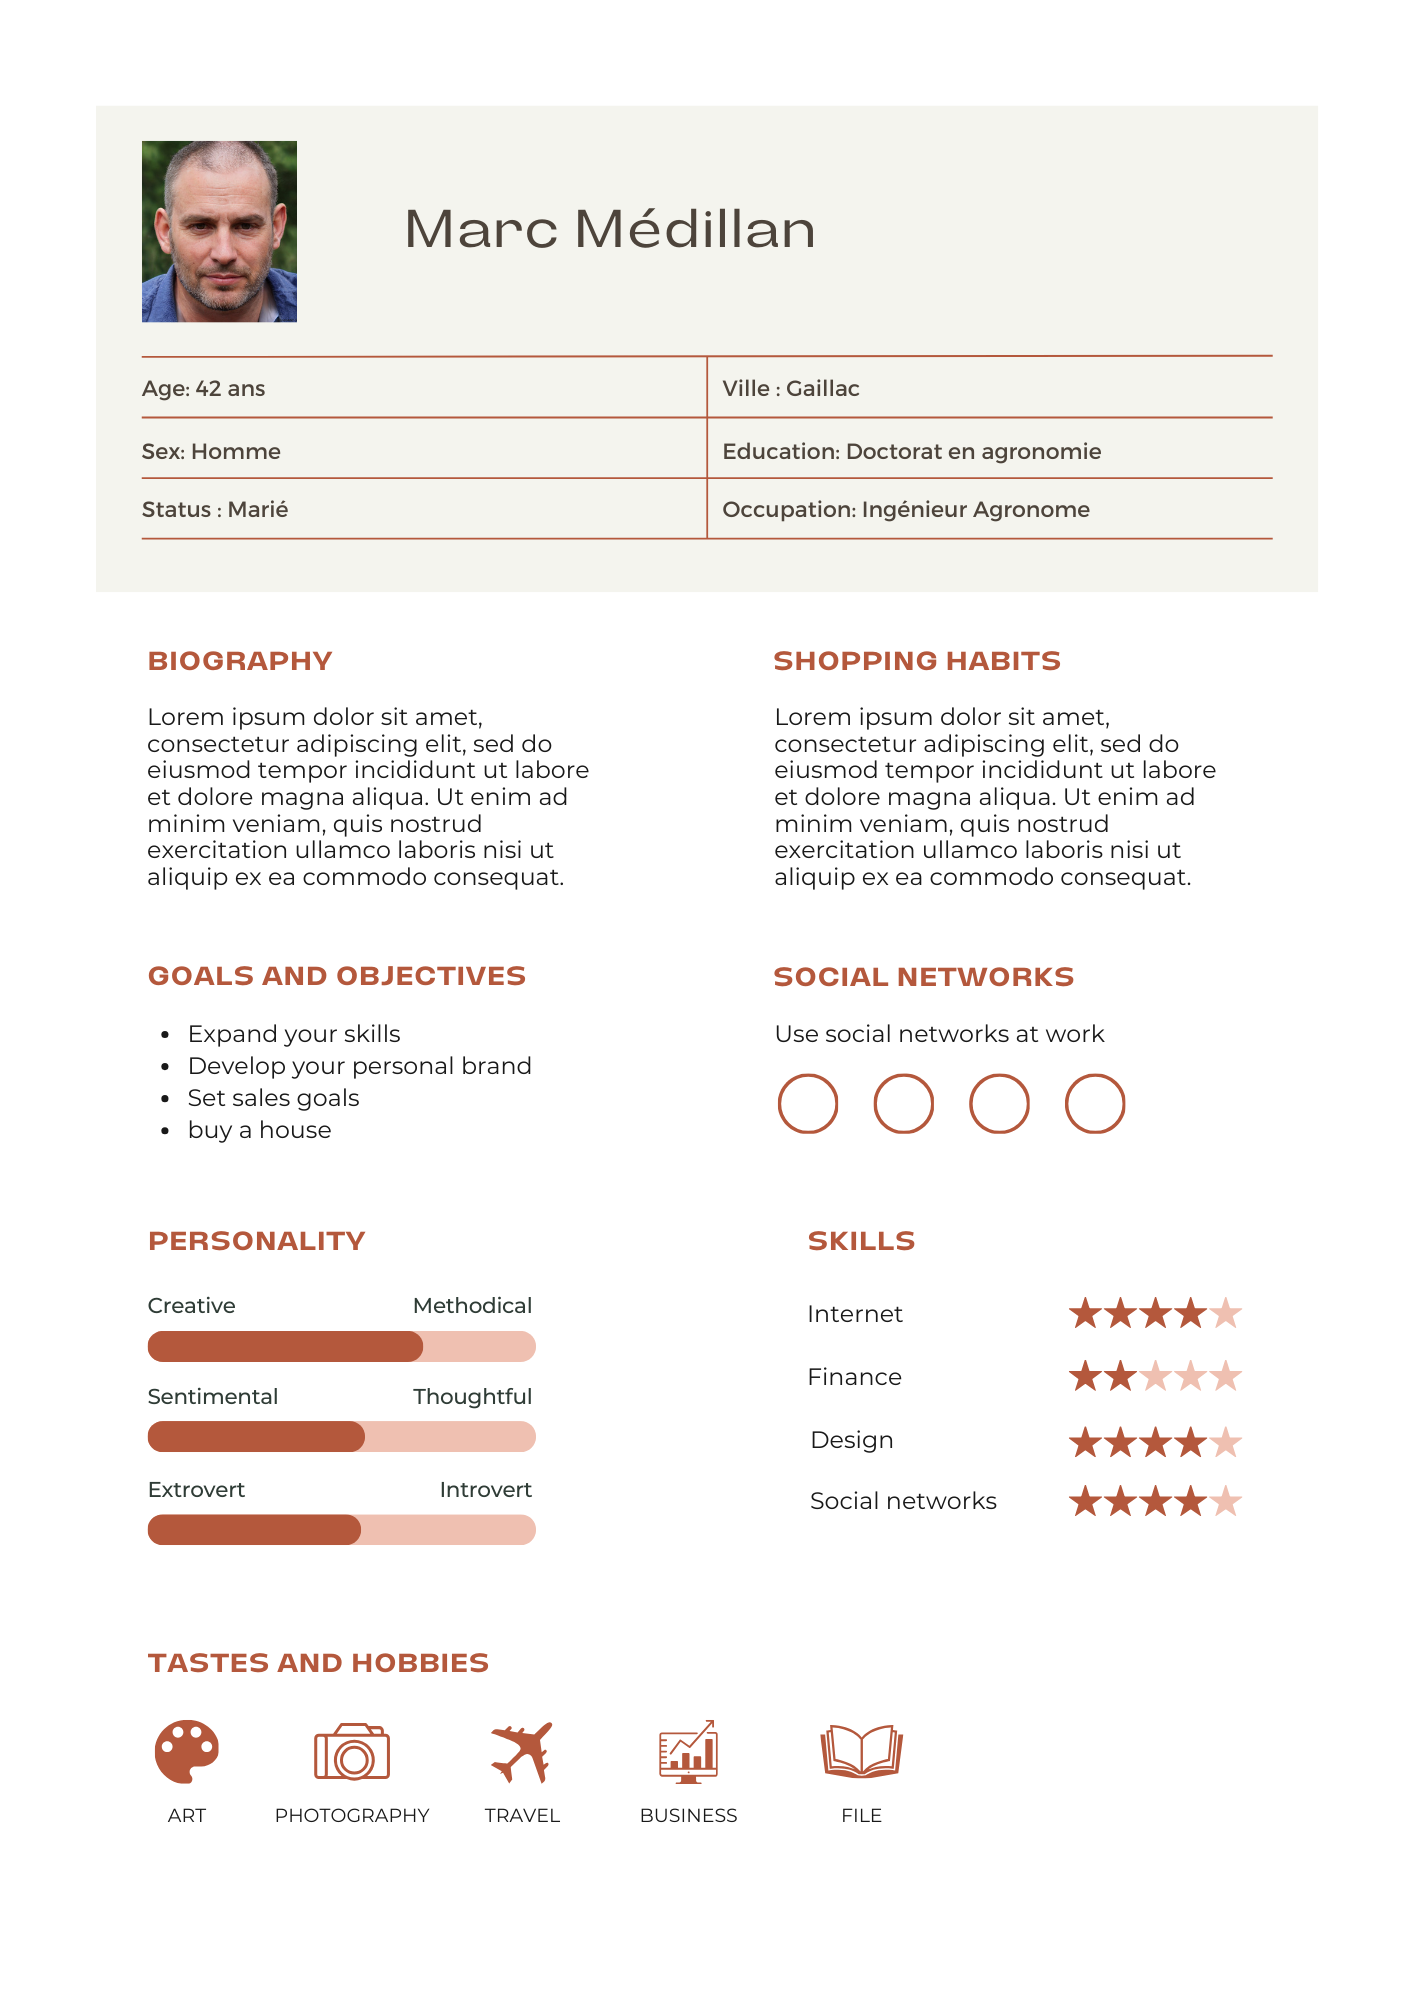 Marc Médillan
Age: 42 ans
Ville : Gaillac
Sex: Homme
Education: Doctorat en agronomie
Status : Marié
Occupation: Ingénieur Agronome
BIOGRAPHY
Lorem ipsum dolor sit amet,
consectetur adipiscing elit, sed do
eiusmod tempor incididunt ut labore
et dolore magna aliqua. Ut enim ad
minim veniam, quis nostrud
exercitation ullamco laboris nisi ut
aliquip ex ea commodo consequat.
SHOPPING HABITS
Lorem ipsum dolor sit amet,
consectetur adipiscing elit, sed do
eiusmod tempor incididunt ut labore
et dolore magna aliqua. Ut enim ad
minim veniam, quis nostrud
exercitation ullamco laboris nisi ut
aliquip ex ea commodo consequat.
GOALS AND OBJECTIVES
• Expand your skills
• Develop your personal brand
• Set sales goals
• buy a house
SOCIAL NETWORKS
Use social networks at work
PERSONALITY
Creative Methodical
Sentimental Thoughtful
Extrovert Introvert
SKILLS
Internet
Finance
Design
Social networks
TASTES AND HOBBIES
ART
PHOTOGRAPHY
TRAVEL
BUSINESS
FILE